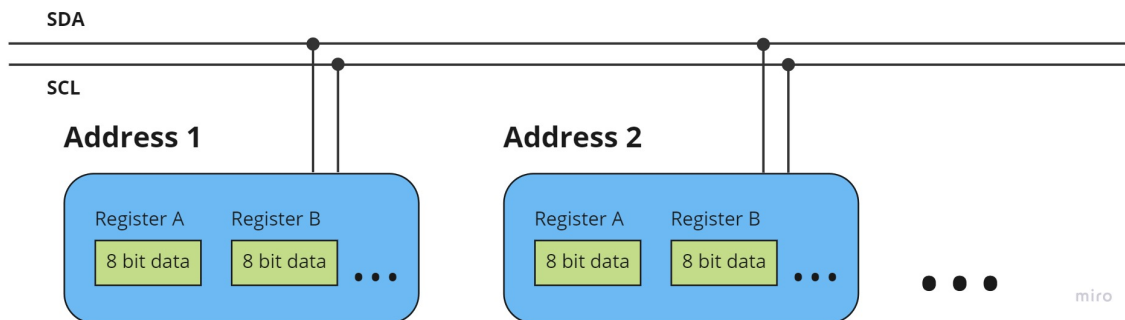 SDA
SCL
Address 1
Address 2
Register A
Register B
8 bit data
8 bit data
...
Register A
Register B
8 bit data
8 bit data
...
...
miro